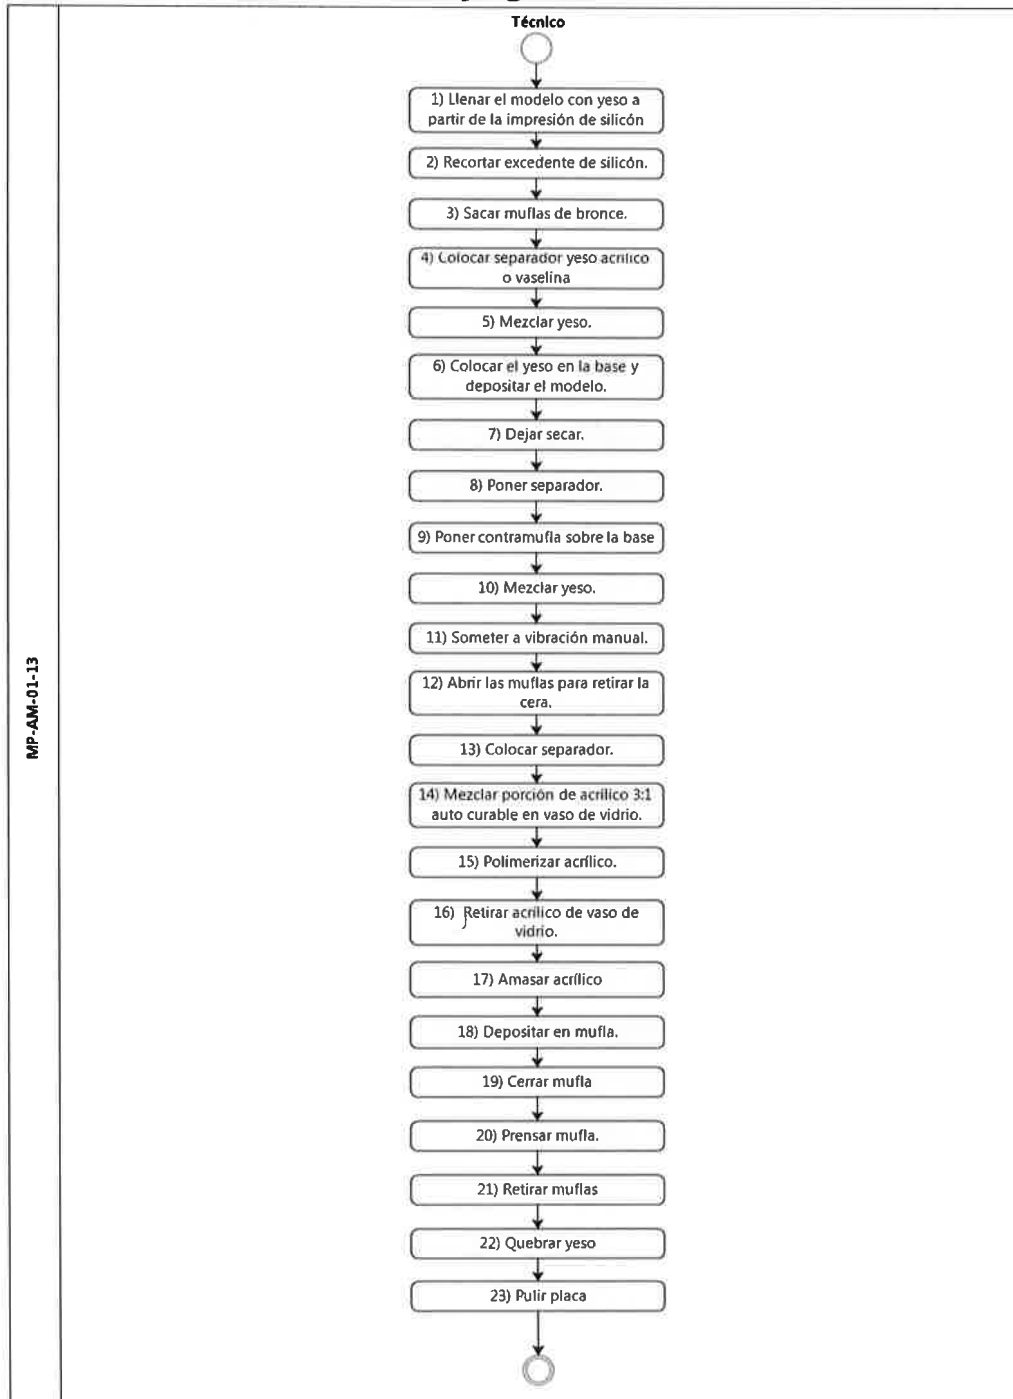 Técnico
1) Llenar el modelo con yeso a
partir de la impresión de silicón
2) Recortar excedente de silicón.
3) Sacar muflas de bronce.
4) Colocar separador yeso acrílico
o vaselina
5) Mezclar yeso.
6) Colocar el yeso en la base y
depositar el modelo.
7) Dejar secar.
8) Poner separador.
9) Poner contramufla sobre la base
10) Mezclar yeso.
11) Someter a vibración manual.
12) Abrir las muflas para retirar la
cera.
13) Colocar separador.
14) Mezclar porción de acrílico 3:1
auto curable en vaso de vidrio.
15) Polimerizar acrílico.
16) Retirar acrílico de vaso de
vidrio.
17) Amasar acrílico
18) Depositar en mufla.
19) Cerrar mufla
20) Prensar mufla.
21) Retirar muflas
22) Quebrar yeso
23) Pulir placa
MP-AM-01-13